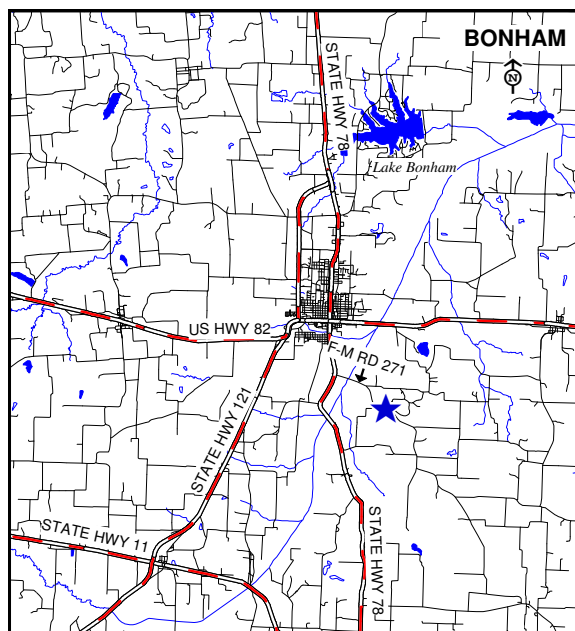 BONHAM
N
STATE HWY 78
Lake Bonham
US HWY 82
F-M RD 271
STATE HWY 121
STATE HWY 11
STATE HWY 78